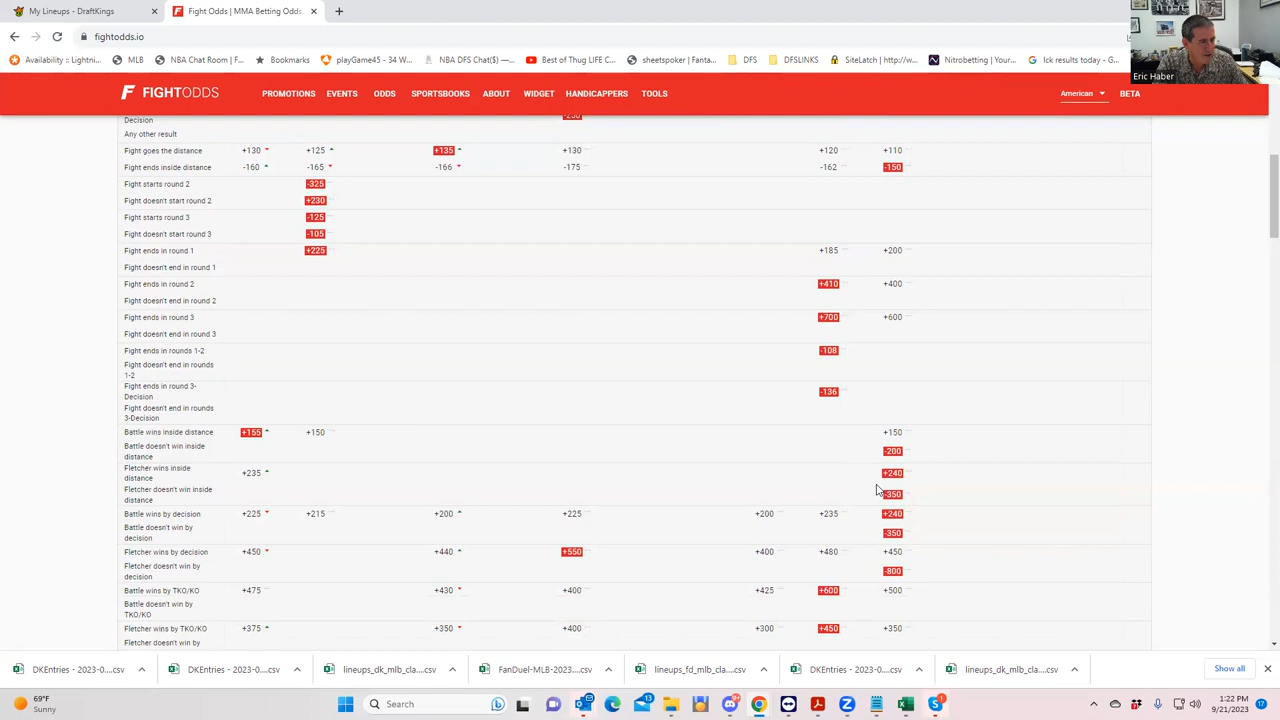 My Lineups - DraftKings
Fight Odds | MMA Betting Odds
fightodds.io
Availability :: Lightni... MLB NBA Chat Room | F... Bookmarks playGame45 - 34 W... NBA DFS Chat($) —... Best of Thug LIFE C... sheetspoker | Fanta... DFS DFSLINKS SiteLatch | http://w... Nitrobetting | Your... Ick results today - G...
Eric Haber
FIGHTODDS PROMOTIONS EVENTS ODDS SPORTSBOOKS ABOUT WIDGET HANDICAPPERS TOOLS American BETA
Decision
Any other result
Fight goes the distance +130 +125 +135 +130 +120 +110
Fight ends inside distance -160 -165 -166 -175 -162 -150
Fight starts round 2 -325
Fight doesn't start round 2 +230
Fight starts round 3 -125
Fight doesn't start round 3 -105
Fight ends in round 1 +225 +185 +200
Fight doesn't end in round 1
Fight ends in round 2 +410 +400
Fight doesn't end in round 2
Fight ends in round 3 +700 +600
Fight doesn't end in round 3
Fight ends in rounds 1-2 -108
Fight doesn't end in rounds
1-2
Fight ends in round 3-
Decision -136
Fight doesn't end in rounds
3-Decision
Battle wins inside distance +155 +150 +150
Battle doesn't win inside
distance -200
Fletcher wins inside
distance +235 +240
Fletcher doesn't win inside
distance -350
Battle wins by decision +225 +215 +200 +225 +200 +235 +240
Battle doesn't win by
decision -350
Fletcher wins by decision +450 +440 +550 +400 +480 +450
Fletcher doesn't win by
decision -800
Battle wins by TKO/KO +475 +430 +400 +425 +600 +500
Battle doesn't win by
TKO/KO
Fletcher wins by TKO/KO +375 +350 +400 +300 +450 +350
Fletcher doesn't win by
DKEntries - 2023-0....csv DKEntries - 2023-0....csv lineups_dk_mlb_cla....csv FanDuel-MLB-2023....csv lineups_fd_mlb_cla....csv DKEntries - 2023-0....csv lineups_dk_mlb_cla....csv Show all
69°F
Sunny
Search
13
1:22 PM
9/21/2023
17